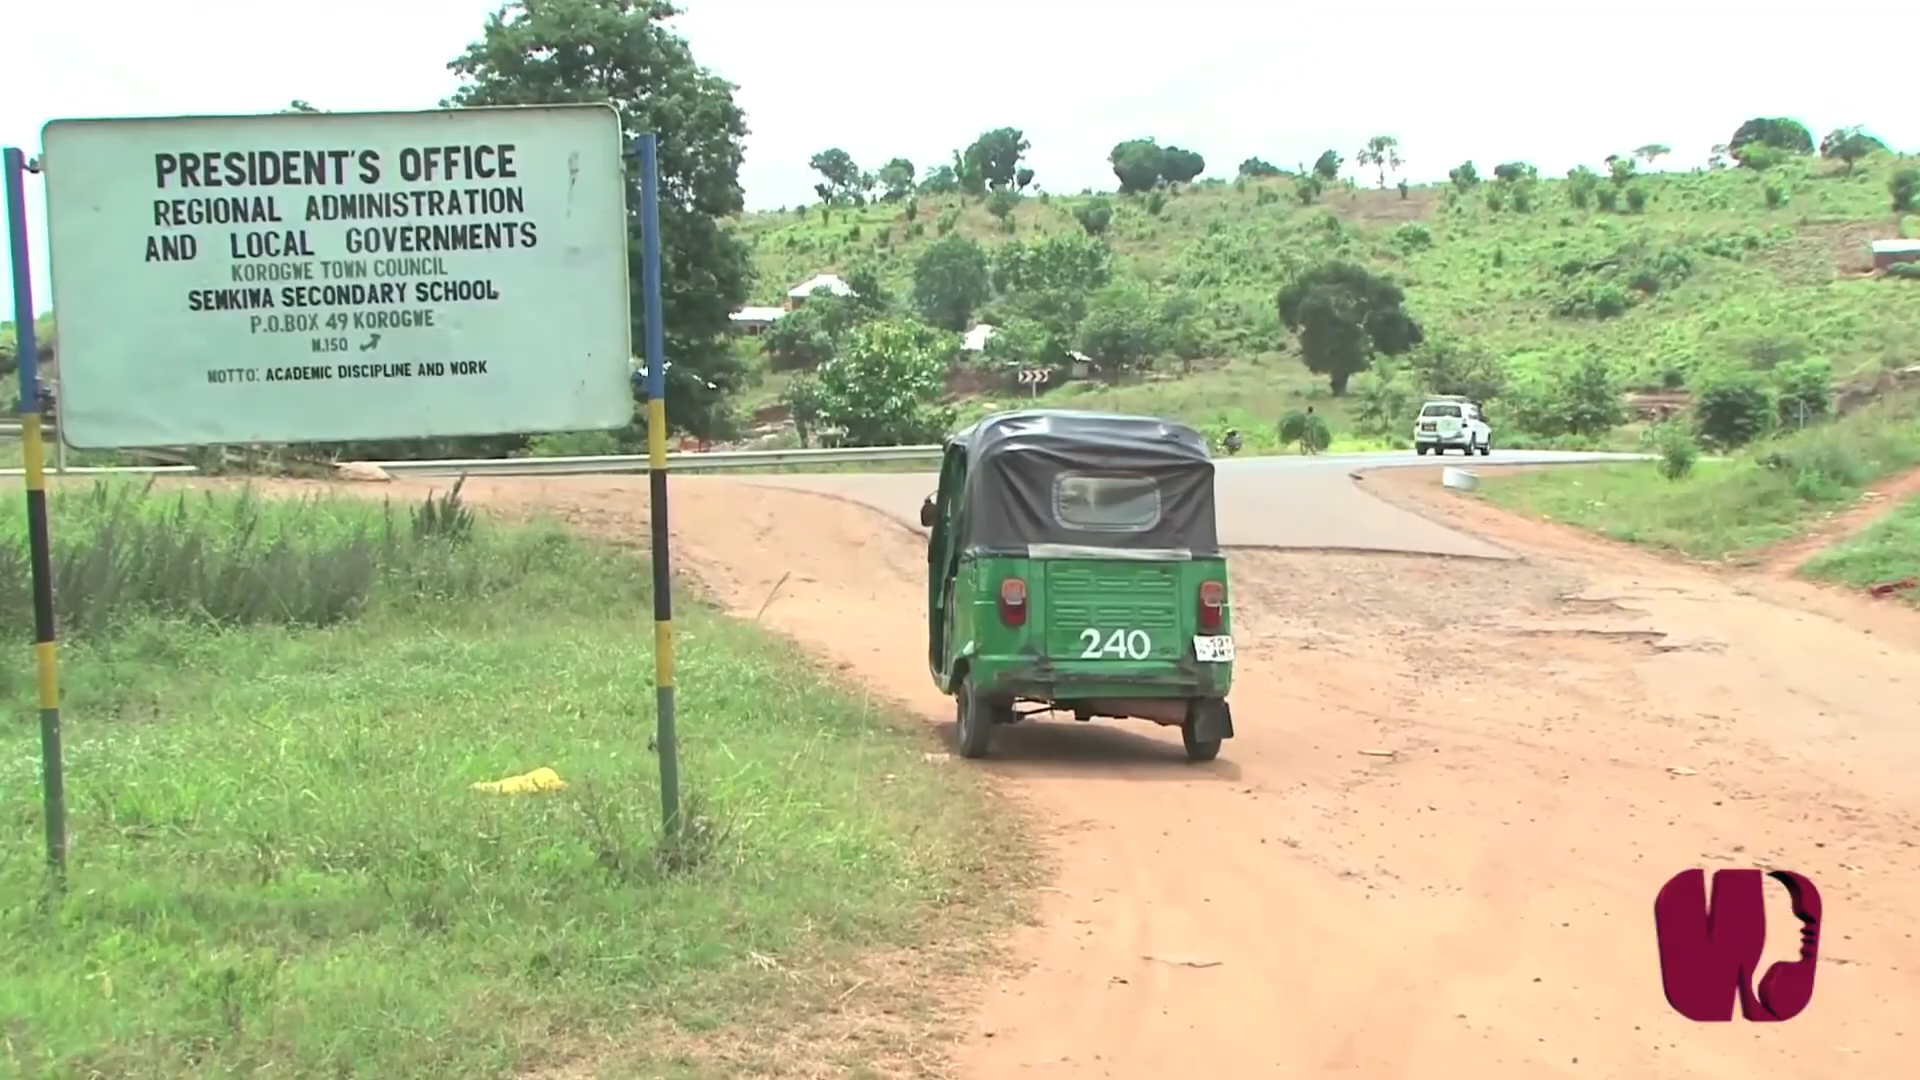 PRESIDENT'S OFFICE
REGIONAL ADMINISTRATION
AND LOCAL GOVERNMENTS
KOROGWE TOWN COUNCIL
SEMKIWA SECONDARY SCHOOL
P.O.BOX 49 KOROGWE
M.150
MOTTO: ACADEMIC DISCIPLINE AND WORK
240